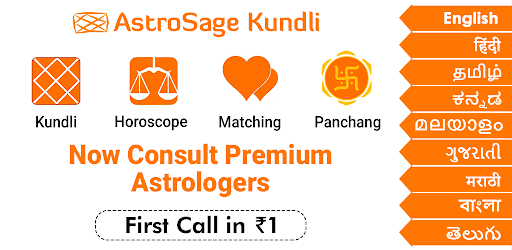 AstroSage Kundli
Kundli
Horoscope
Matching
Panchang
Now Consult Premium
Astrologers
First Call in ₹1
English
हिंदी
தமிழ்
ಕನ್ನಡ
മലയാളം
ગુજરાતી
मराठी
বাংলা
తెలుగు